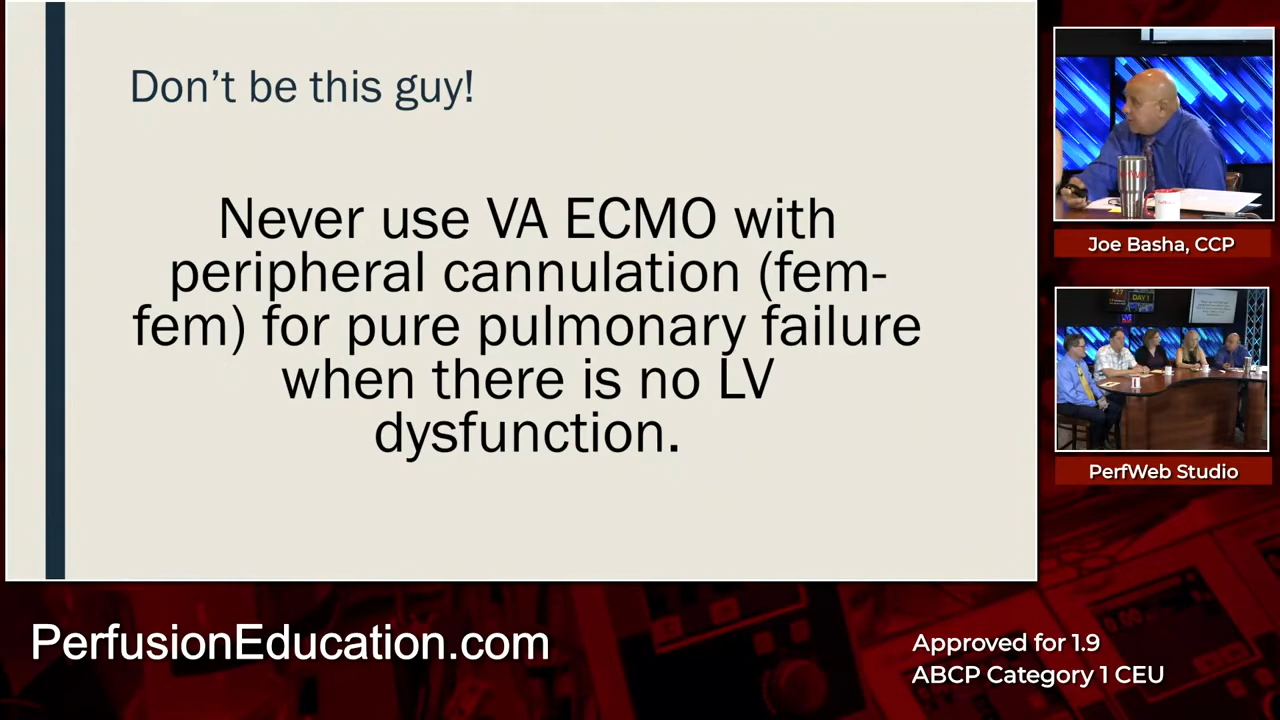 Don't be this guy!
Never use VA ECMO with
peripheral cannulation (fem-
fem) for pure pulmonary failure
when there is no LV
dysfunction.
Joe Basha, CCP
DAY 1
PerfWeb Studio
PerfusionEducation.com
Approved for 1.9
ABCP Category 1 CEU